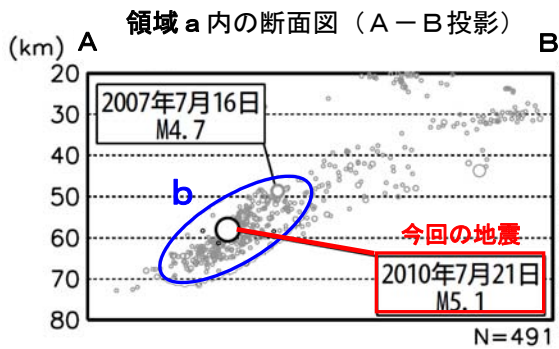 領域a内の断面図（A－B投影）
(km) A B
20
30
40
50
60
70
80
2007年7月16日
M4.7
b
今回の地震
2010年7月21日
M5.1
N=491